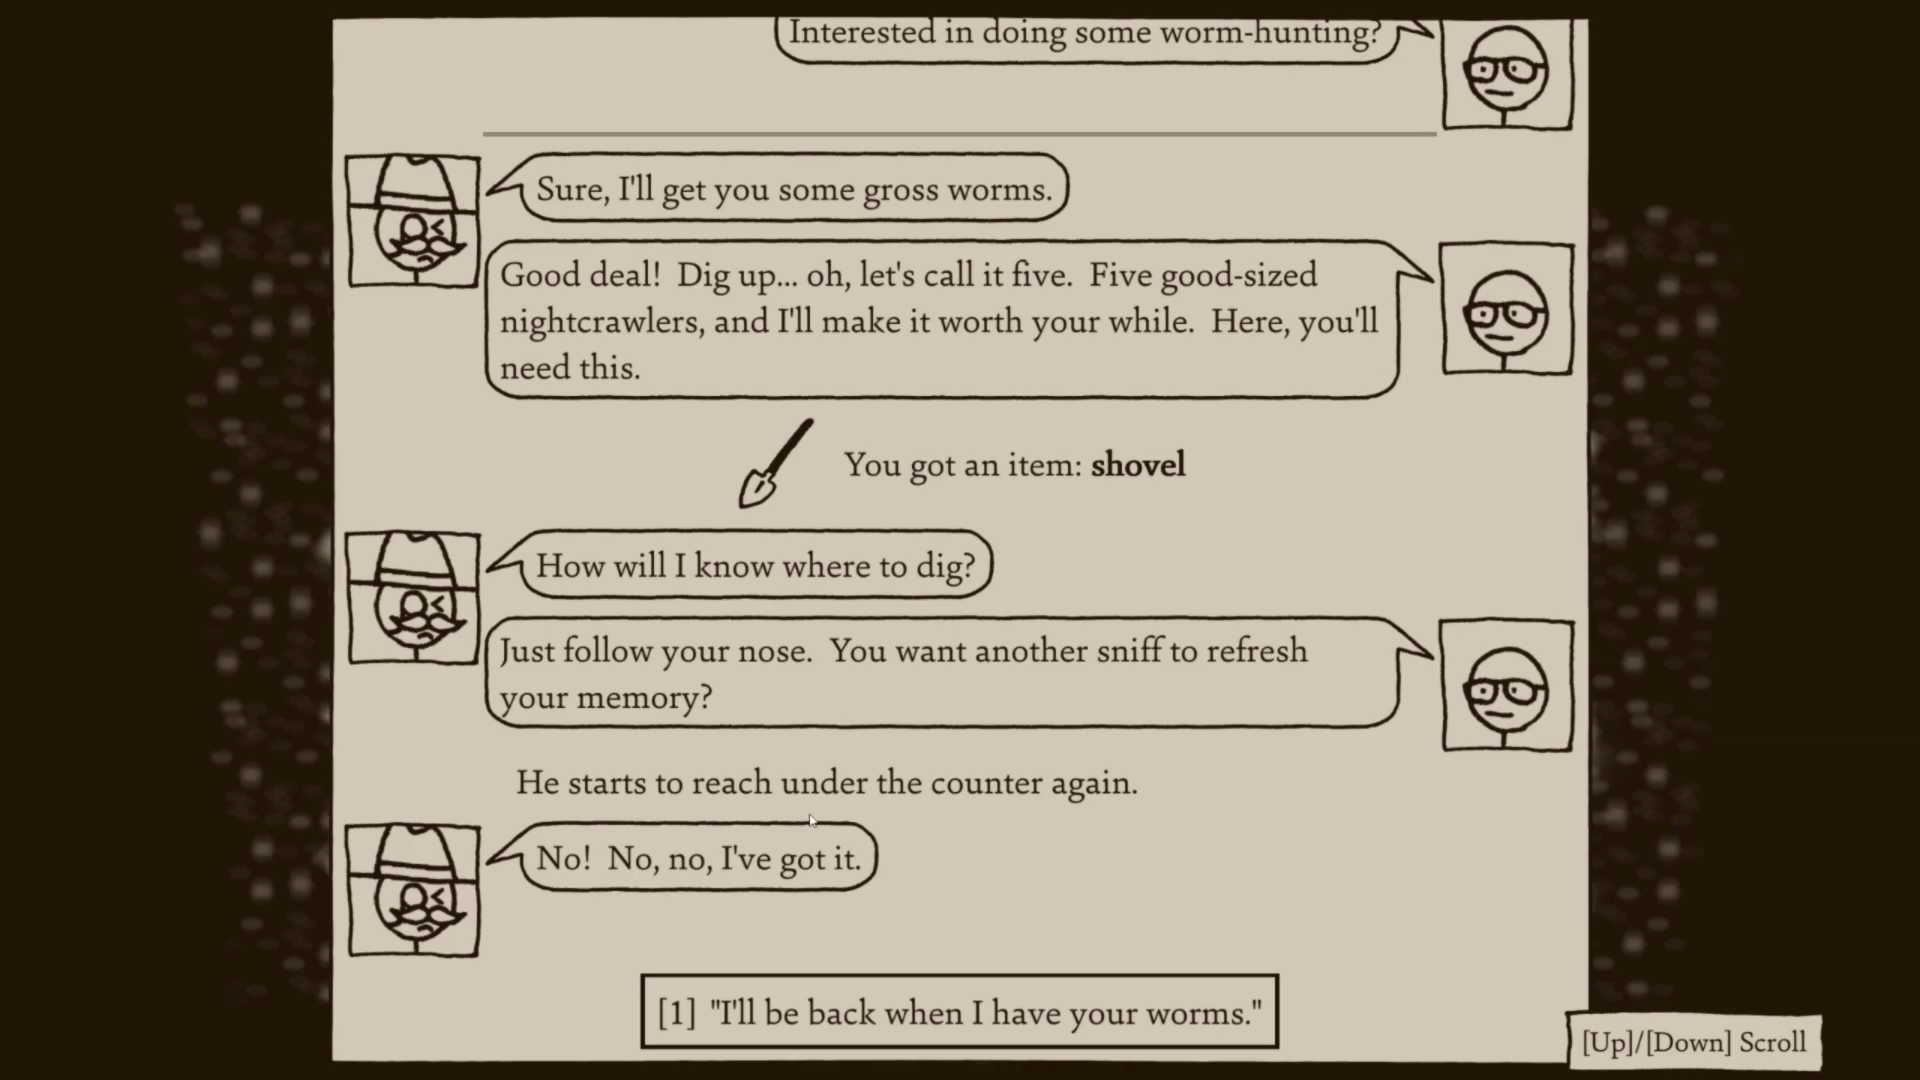 Interested in doing some worm-hunting?
Sure, I'll get you some gross worms.
Good deal!  Dig up... oh, let's call it five.  Five good-sized
nightcrawlers, and I'll make it worth your while.  Here, you'll
need this.
You got an item: shovel
How will I know where to dig?
Just follow your nose.  You want another sniff to refresh
your memory?
He starts to reach under the counter again.
No!  No, no, I've got it.
[1] "I'll be back when I have your worms."
[Up]/[Down] Scroll